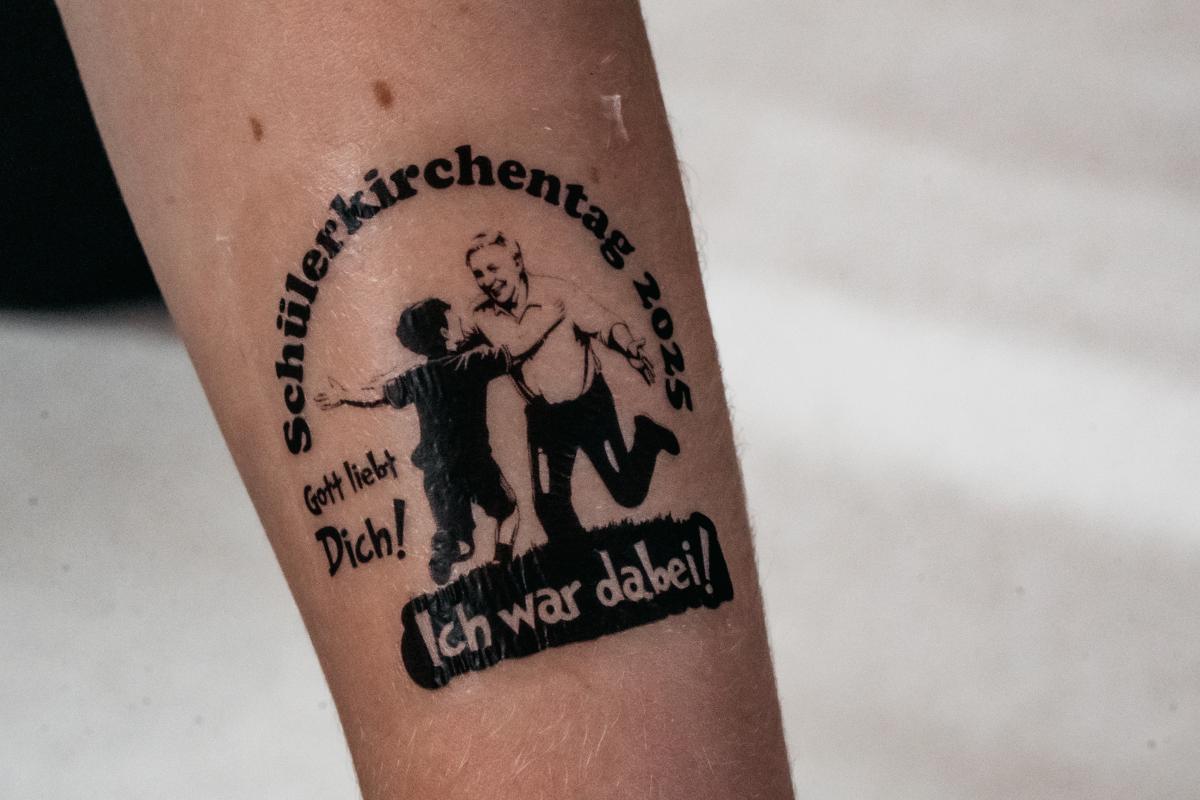 Schülerkirchentag 2025
Gott liebt
Dich!
Ich war dabei!